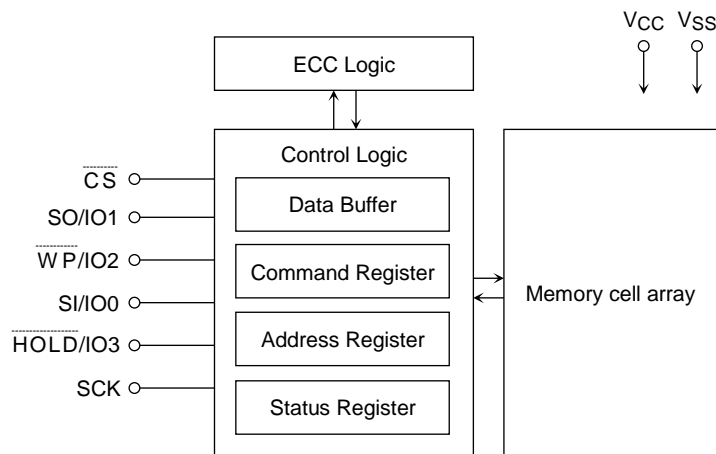 VCC VSS
ECC Logic
Control Logic
CS
Data Buffer
SO/IO1
WP/IO2
Command Register
SI/IO0
Memory cell array
HOLD/IO3
Address Register
SCK
Status Register